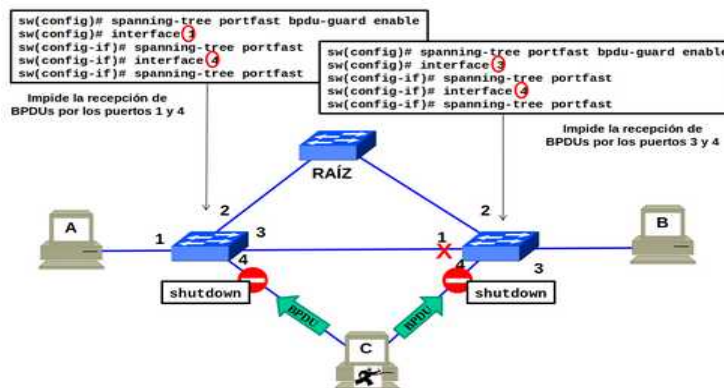 sw(config)# spanning-tree portfast bpdu-guard enable
sw(config)# interface 1
sw(config-if)# spanning-tree portfast
sw(config-if)# interface 4
sw(config-if)# spanning-tree portfast
sw(config)# spanning-tree portfast bpdu-guard enable
sw(config)# interface 3
sw(config-if)# spanning-tree portfast
sw(config-if)# interface 4
sw(config-if)# spanning-tree portfast
Impide la recepción de
BPDUs por los puertos 1 y 4
Impide la recepción de
BPDUs por los puertos 3 y 4
RAÍZ
A
1
2
3
4
1
2
4
3
B
shutdown
shutdown
BPDU
BPDU
C